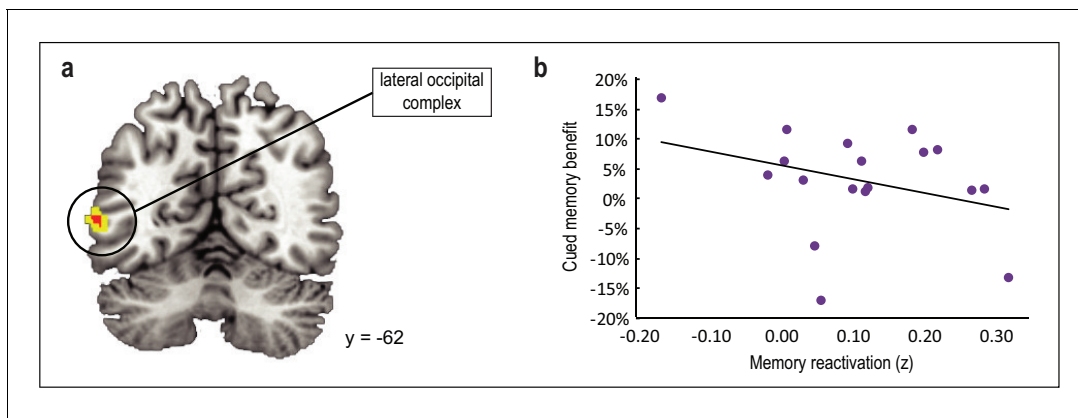 a
lateral occipital
complex
y = -62
b
Cued memory benefit
20%
15%
10%
5%
0%
-5%
-10%
-15%
-20%
-0.20
-0.10
0.00
0.10
0.20
0.30
Memory reactivation (z)